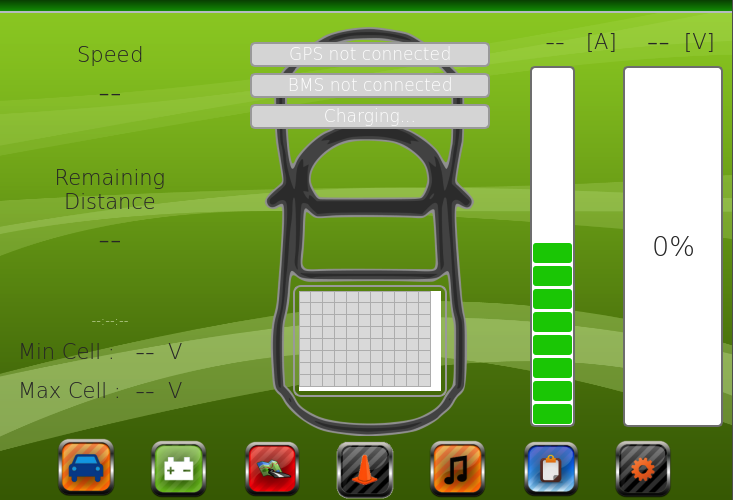 Speed
--
GPS not connected
BMS not connected
Charging...
-- [A]
-- [V]
Remaining
Distance
--
0%
--:--:--
Min Cell : -- V
Max Cell : -- V